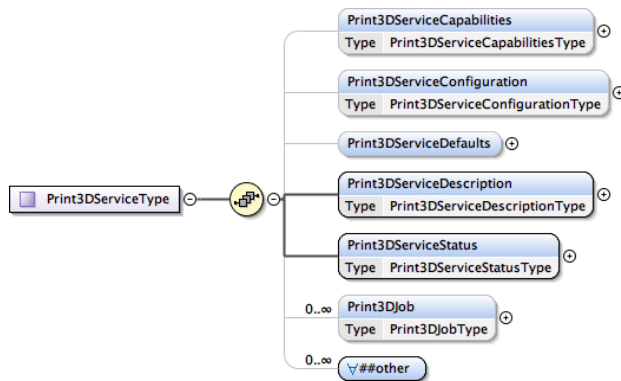 Print3DServiceCapabilities
Type Print3DServiceCapabilitiesType
Print3DServiceConfiguration
Type Print3DServiceConfigurationType
Print3DServiceDefaults
Print3DServiceType
Print3DServiceDescription
Type Print3DServiceDescriptionType
Print3DServiceStatus
Type Print3DServiceStatusType
0..∞
Print3DJob
Type Print3DJobType
0..∞
∀##other